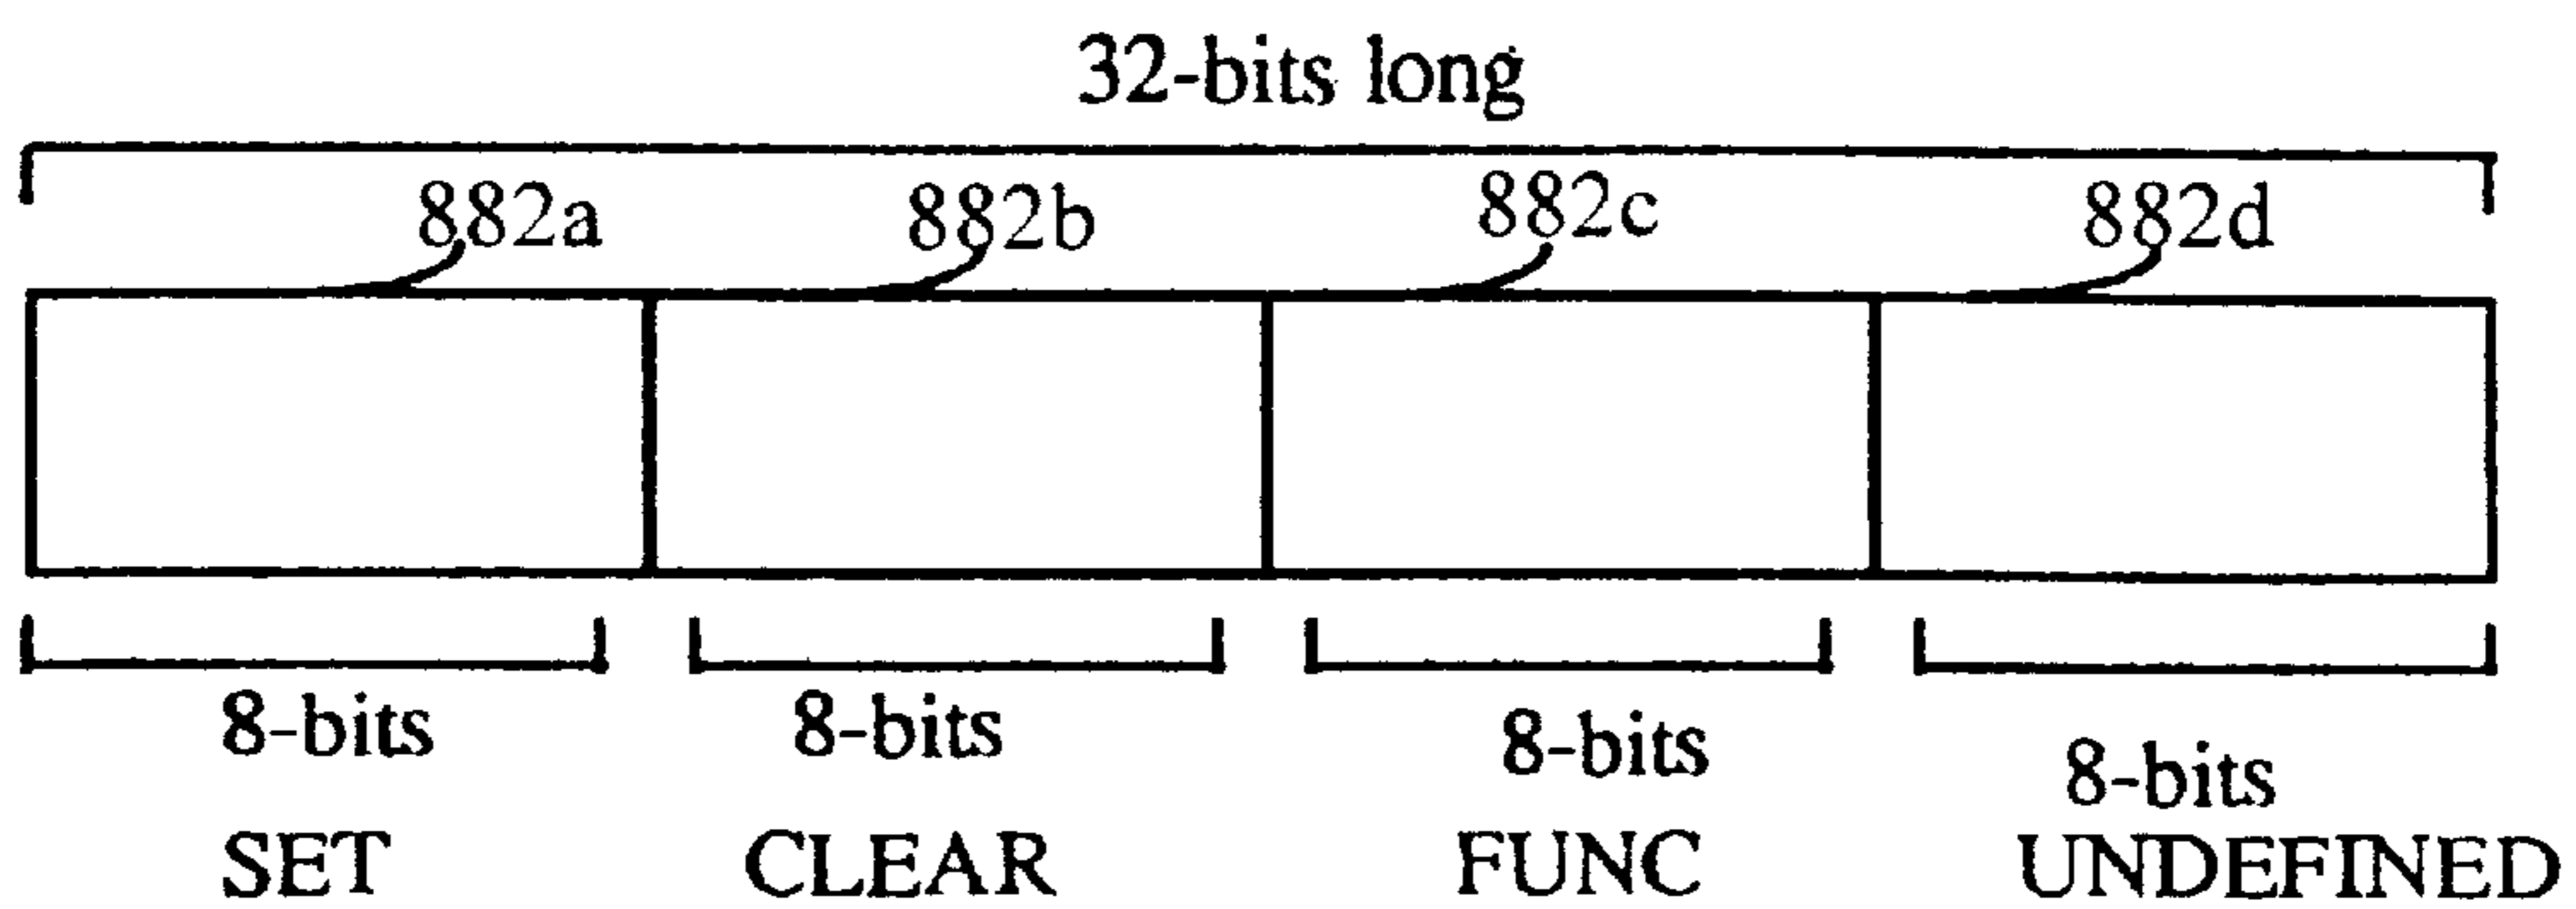 32-bits long
882a 882b 882c 882d
8-bits 8-bits 8-bits 8-bits
SET CLEAR FUNC UNDEFINED